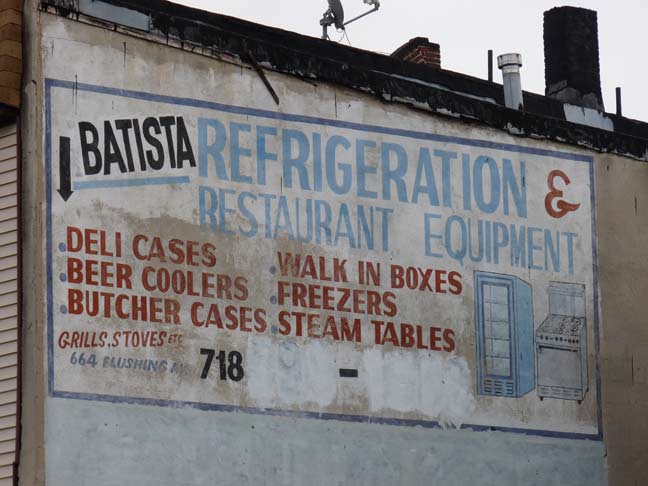 BATISTA REFRIGERATION &
RESTAURANT EQUIPMENT
.DELI CASES
.BEER COOLERS
.BUTCHER CASES
.WALK IN BOXES
.FREEZERS
.STEAM TABLES
GRILLS.STOVES ETC
664 FLUSHING AV.
718 -